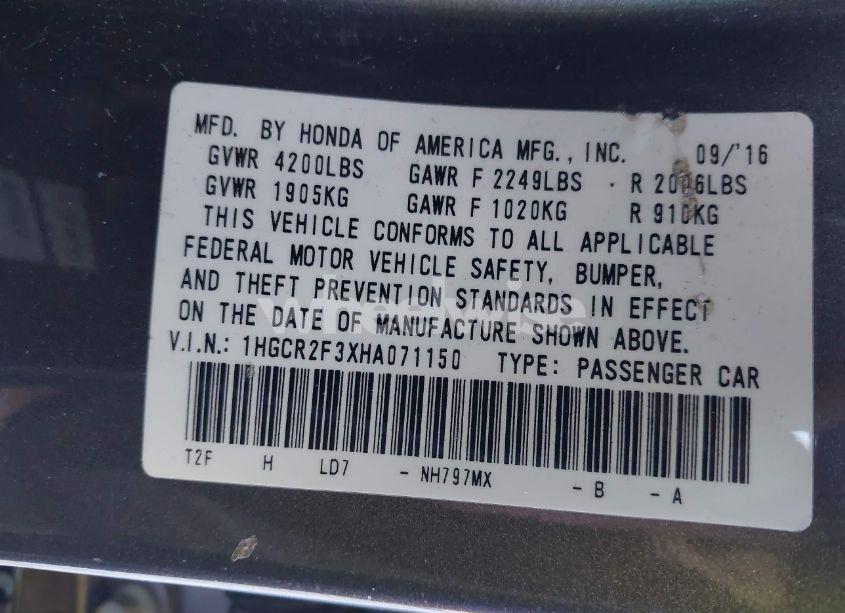 MFD. BY HONDA OF AMERICA MFG., INC. 09/'16
GVWR 4200LBS GAWR F 2249LBS R 2006LBS
GVWR 1905KG GAWR F 1020KG R 910KG
THIS VEHICLE CONFORMS TO ALL APPLICABLE
FEDERAL MOTOR VEHICLE SAFETY, BUMPER,
AND THEFT PREVENTION STANDARDS IN EFFECT
ON THE DATE OF MANUFACTURE SHOWN ABOVE.
V.I.N.: 1HGCR2F3XHA071150 TYPE: PASSENGER CAR
T2F H LD7 - NH797MX - B - A
wheelwise